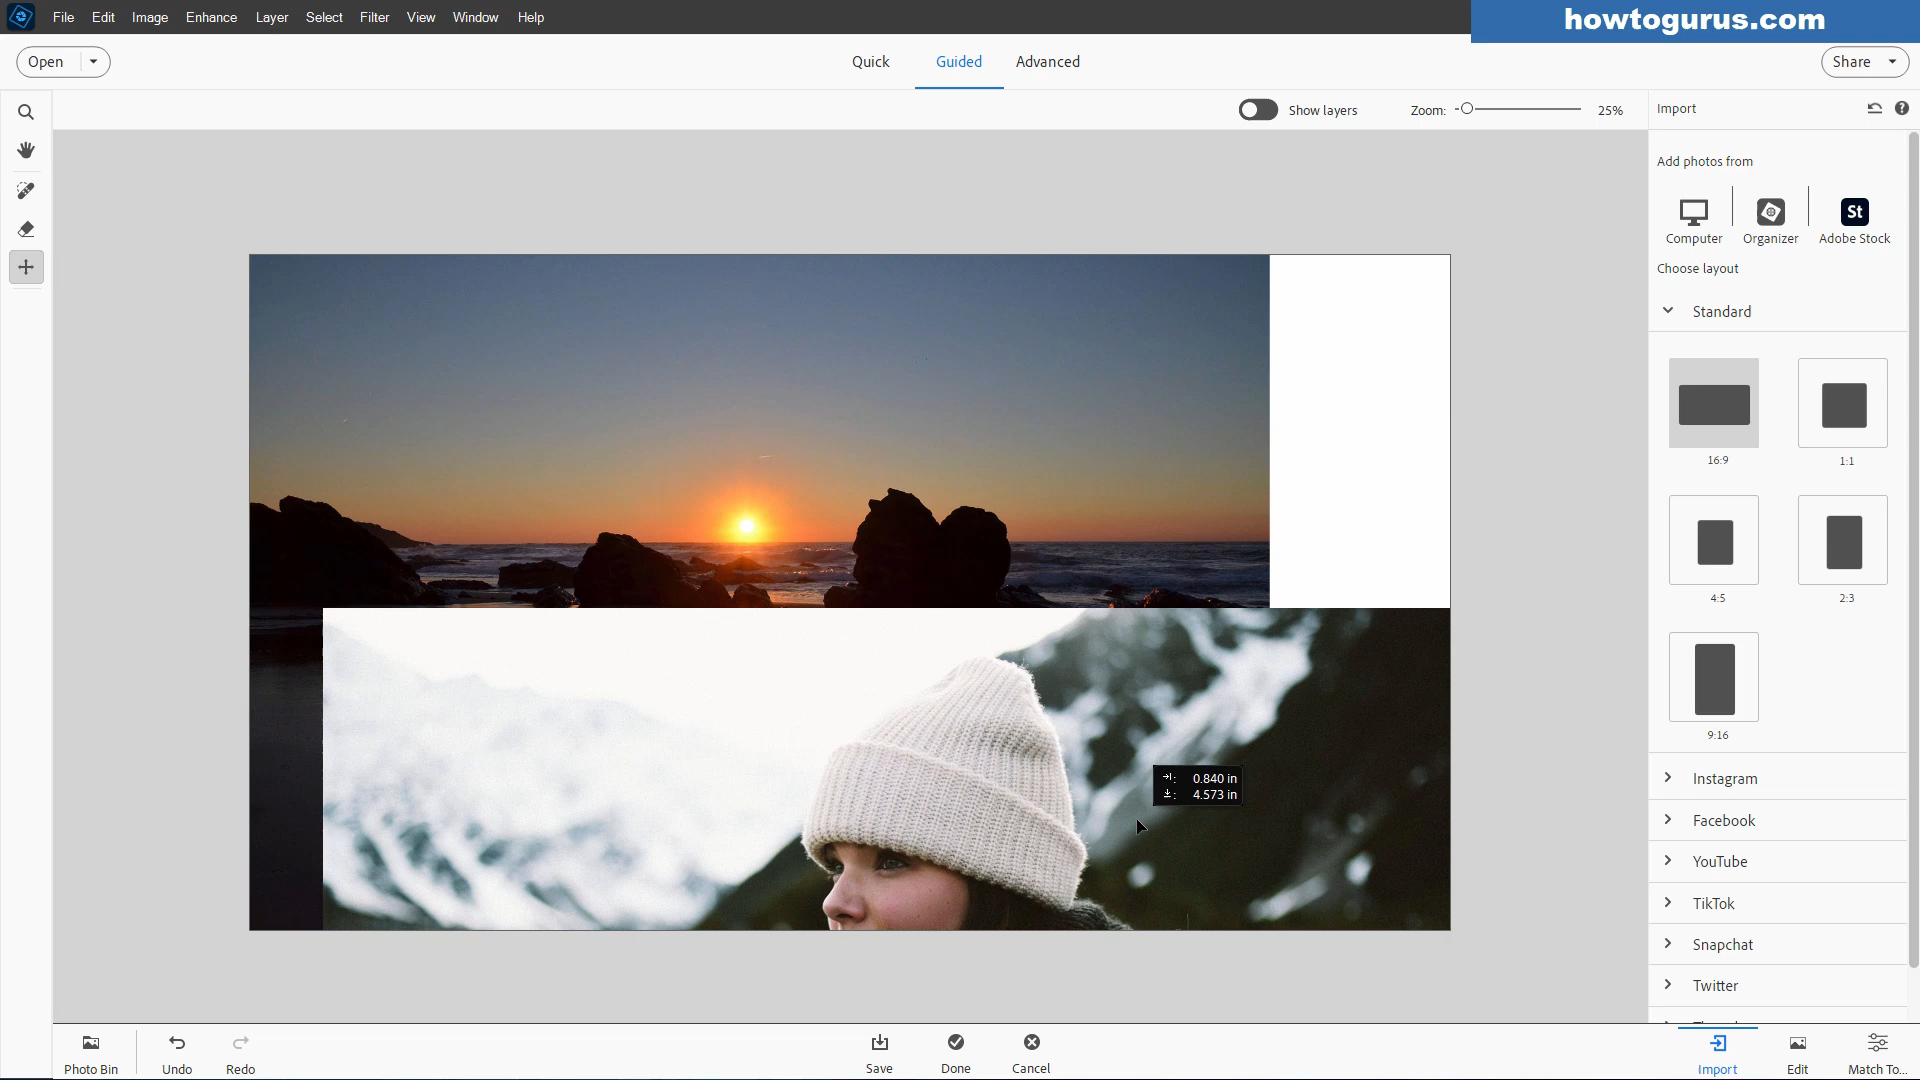 File Edit Image Enhance Layer Select Filter View Window Help
howtogurus.com
Open
Quick Guided Advanced
Share
Show layers Zoom: 25%
Import
Add photos from
St
Computer Organizer Adobe Stock
Choose layout
Standard
16:9 1:1
4:5 2:3
9:16
0.840 in
4.573 in
Instagram
Facebook
YouTube
TikTok
Snapchat
Twitter
Photo Bin Undo Redo Save Done Cancel Import Edit Match To...